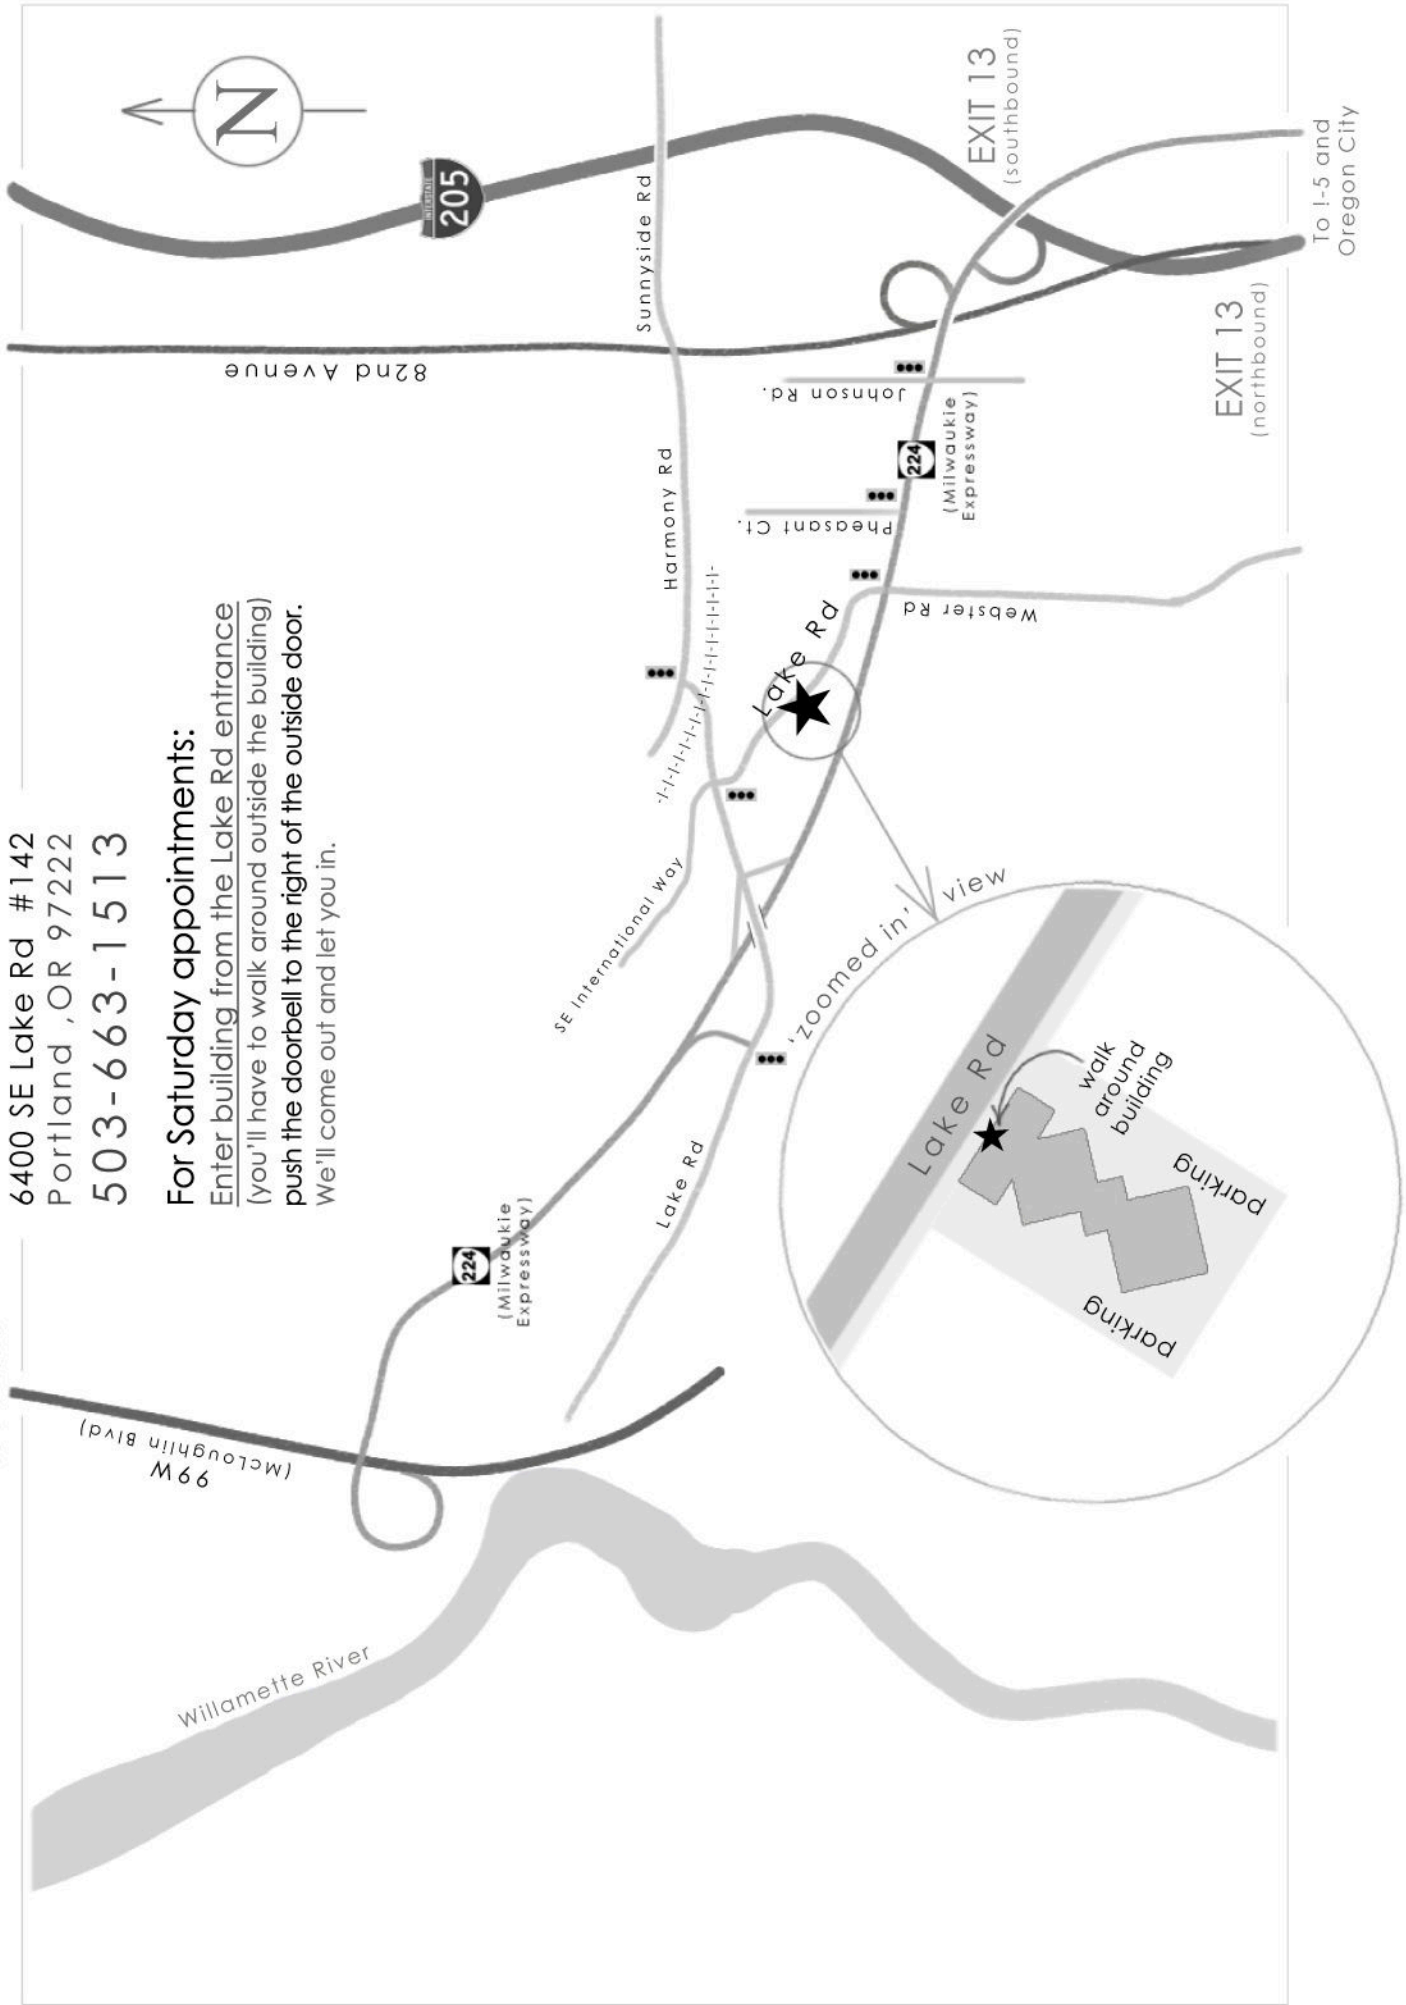 6400 SE Lake Rd #142
Portland ,OR 97222
503-663-1513
For Saturday appointments:
Enter building from the Lake Rd entrance
(you'll have to walk around outside the building)
push the doorbell to the right of the outside door.
We'll come out and let you in.
N
INTERSTATE
205
82nd Avenue
Sunnyside Rd
Harmony Rd
99W
(McLoughlin Blvd)
Willamette River
224
(Milwaukie
Expressway)
SE International Way
Lake Rd
Lake Rd
Pheasant Ct.
Johnson Rd.
224
(Milwaukie
Expressway)
Webster Rd
EXIT 13
(southbound)
EXIT 13
(northbound)
To I-5 and
Oregon City
'zoomed in' view
Lake Rd
walk
around
building
parking
parking